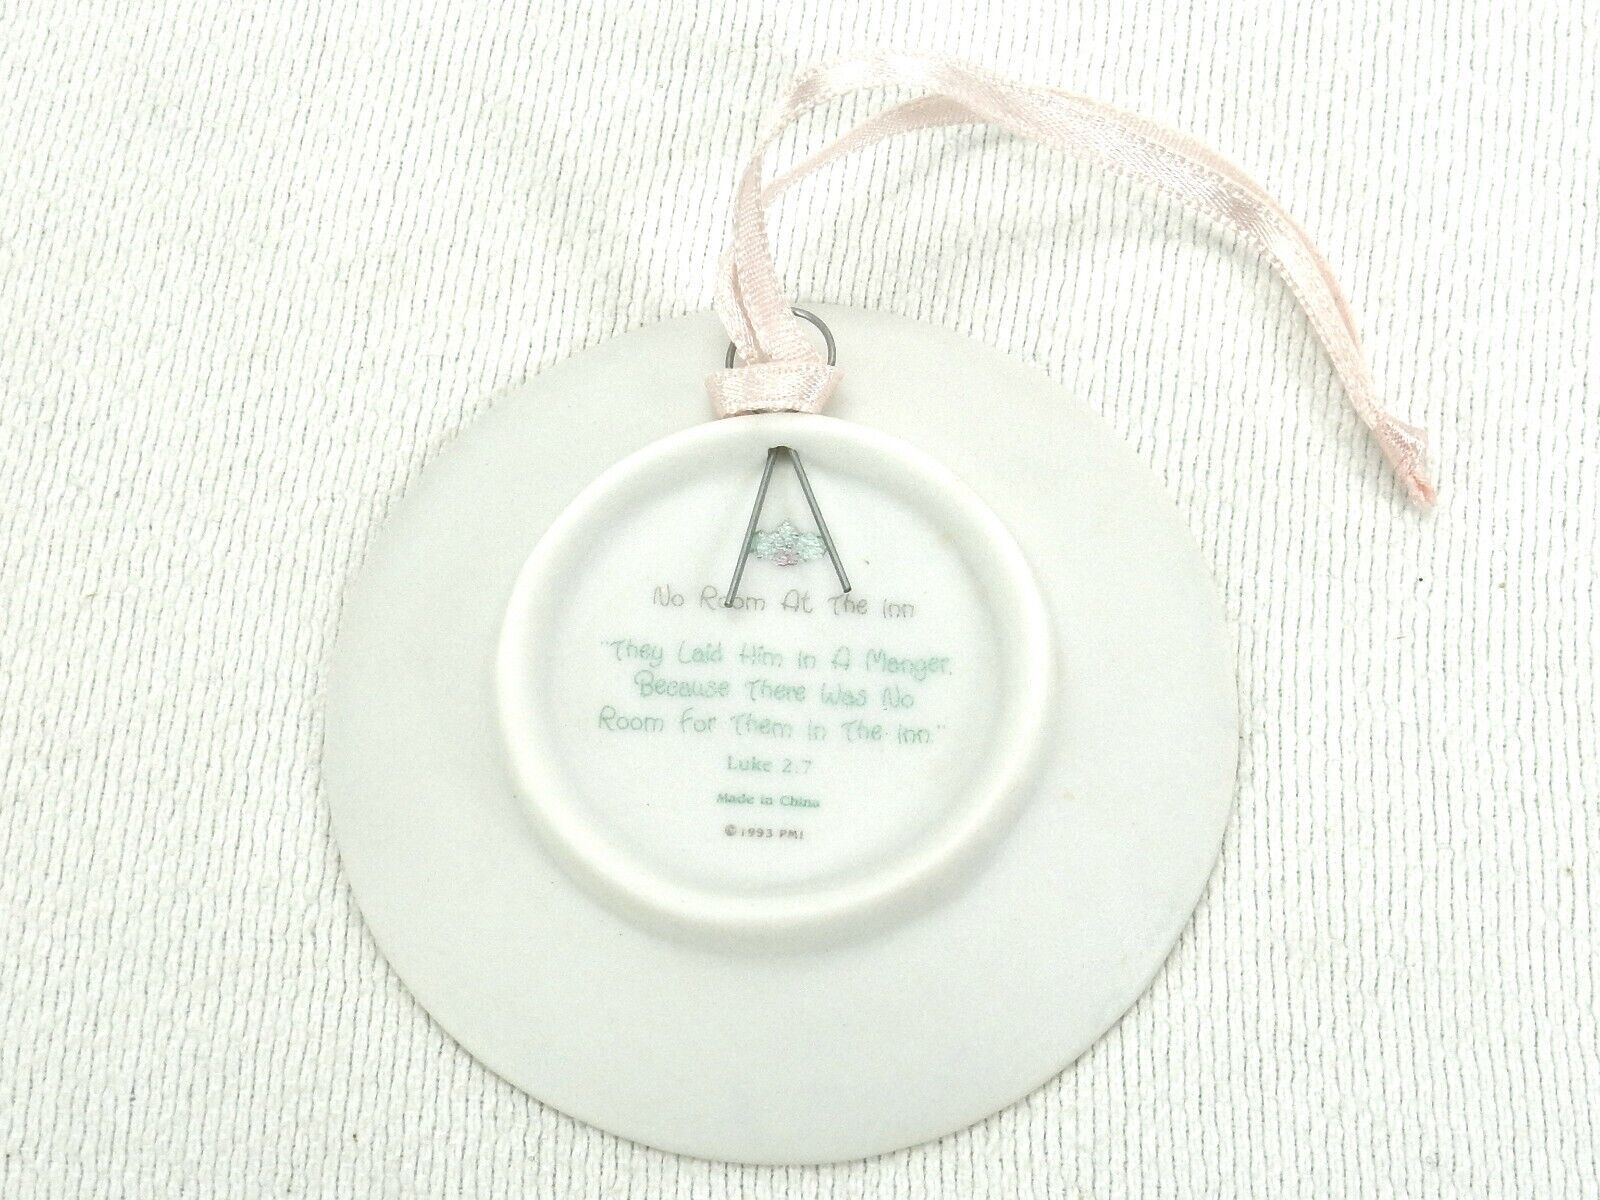 No Room At The Inn
"They Laid Him In A Manger,
Because There Was No
Room For Them In The Inn."
Luke 2:7
Made in China
©1993 PMI